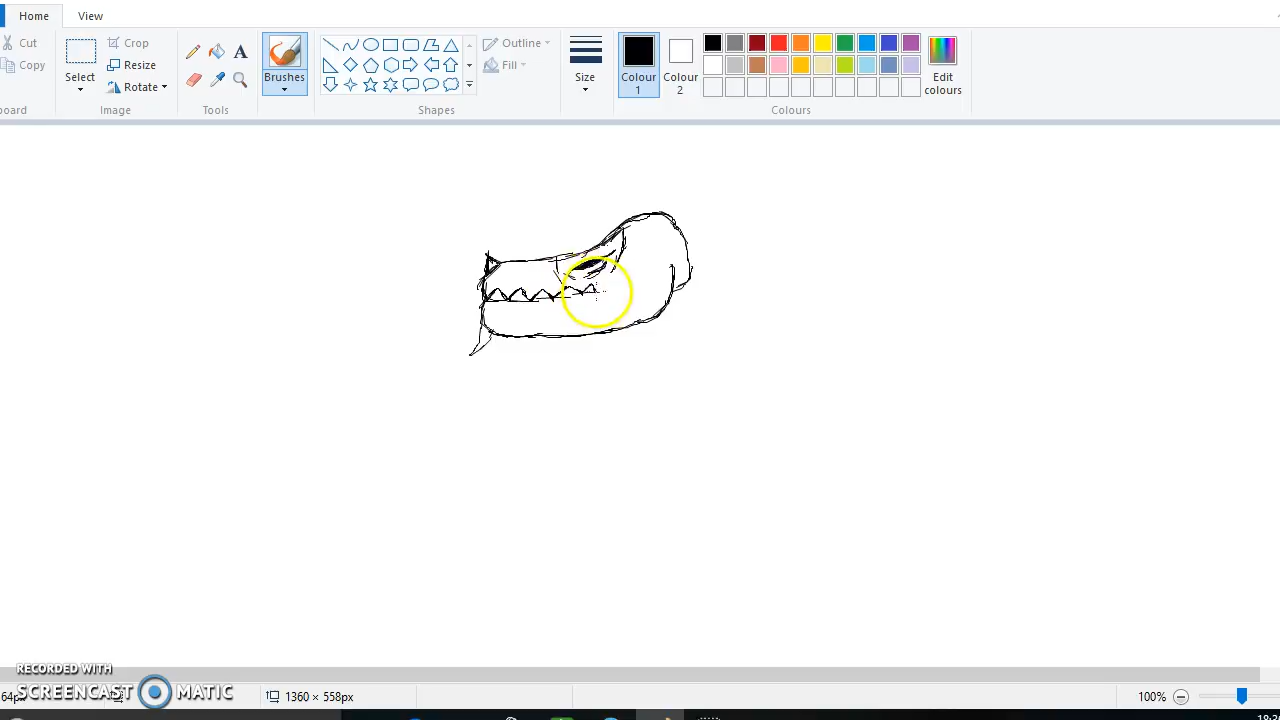 Home View
Cut
Copy
oard
Select
Crop
Resize
Rotate
Image
Tools
Brushes
Shapes
Outline
Fill
Size
Colour 1
Colour 2
Edit colours
Colours
RECORDED WITH
SCREENCAST MATIC
1360 × 558px
100%